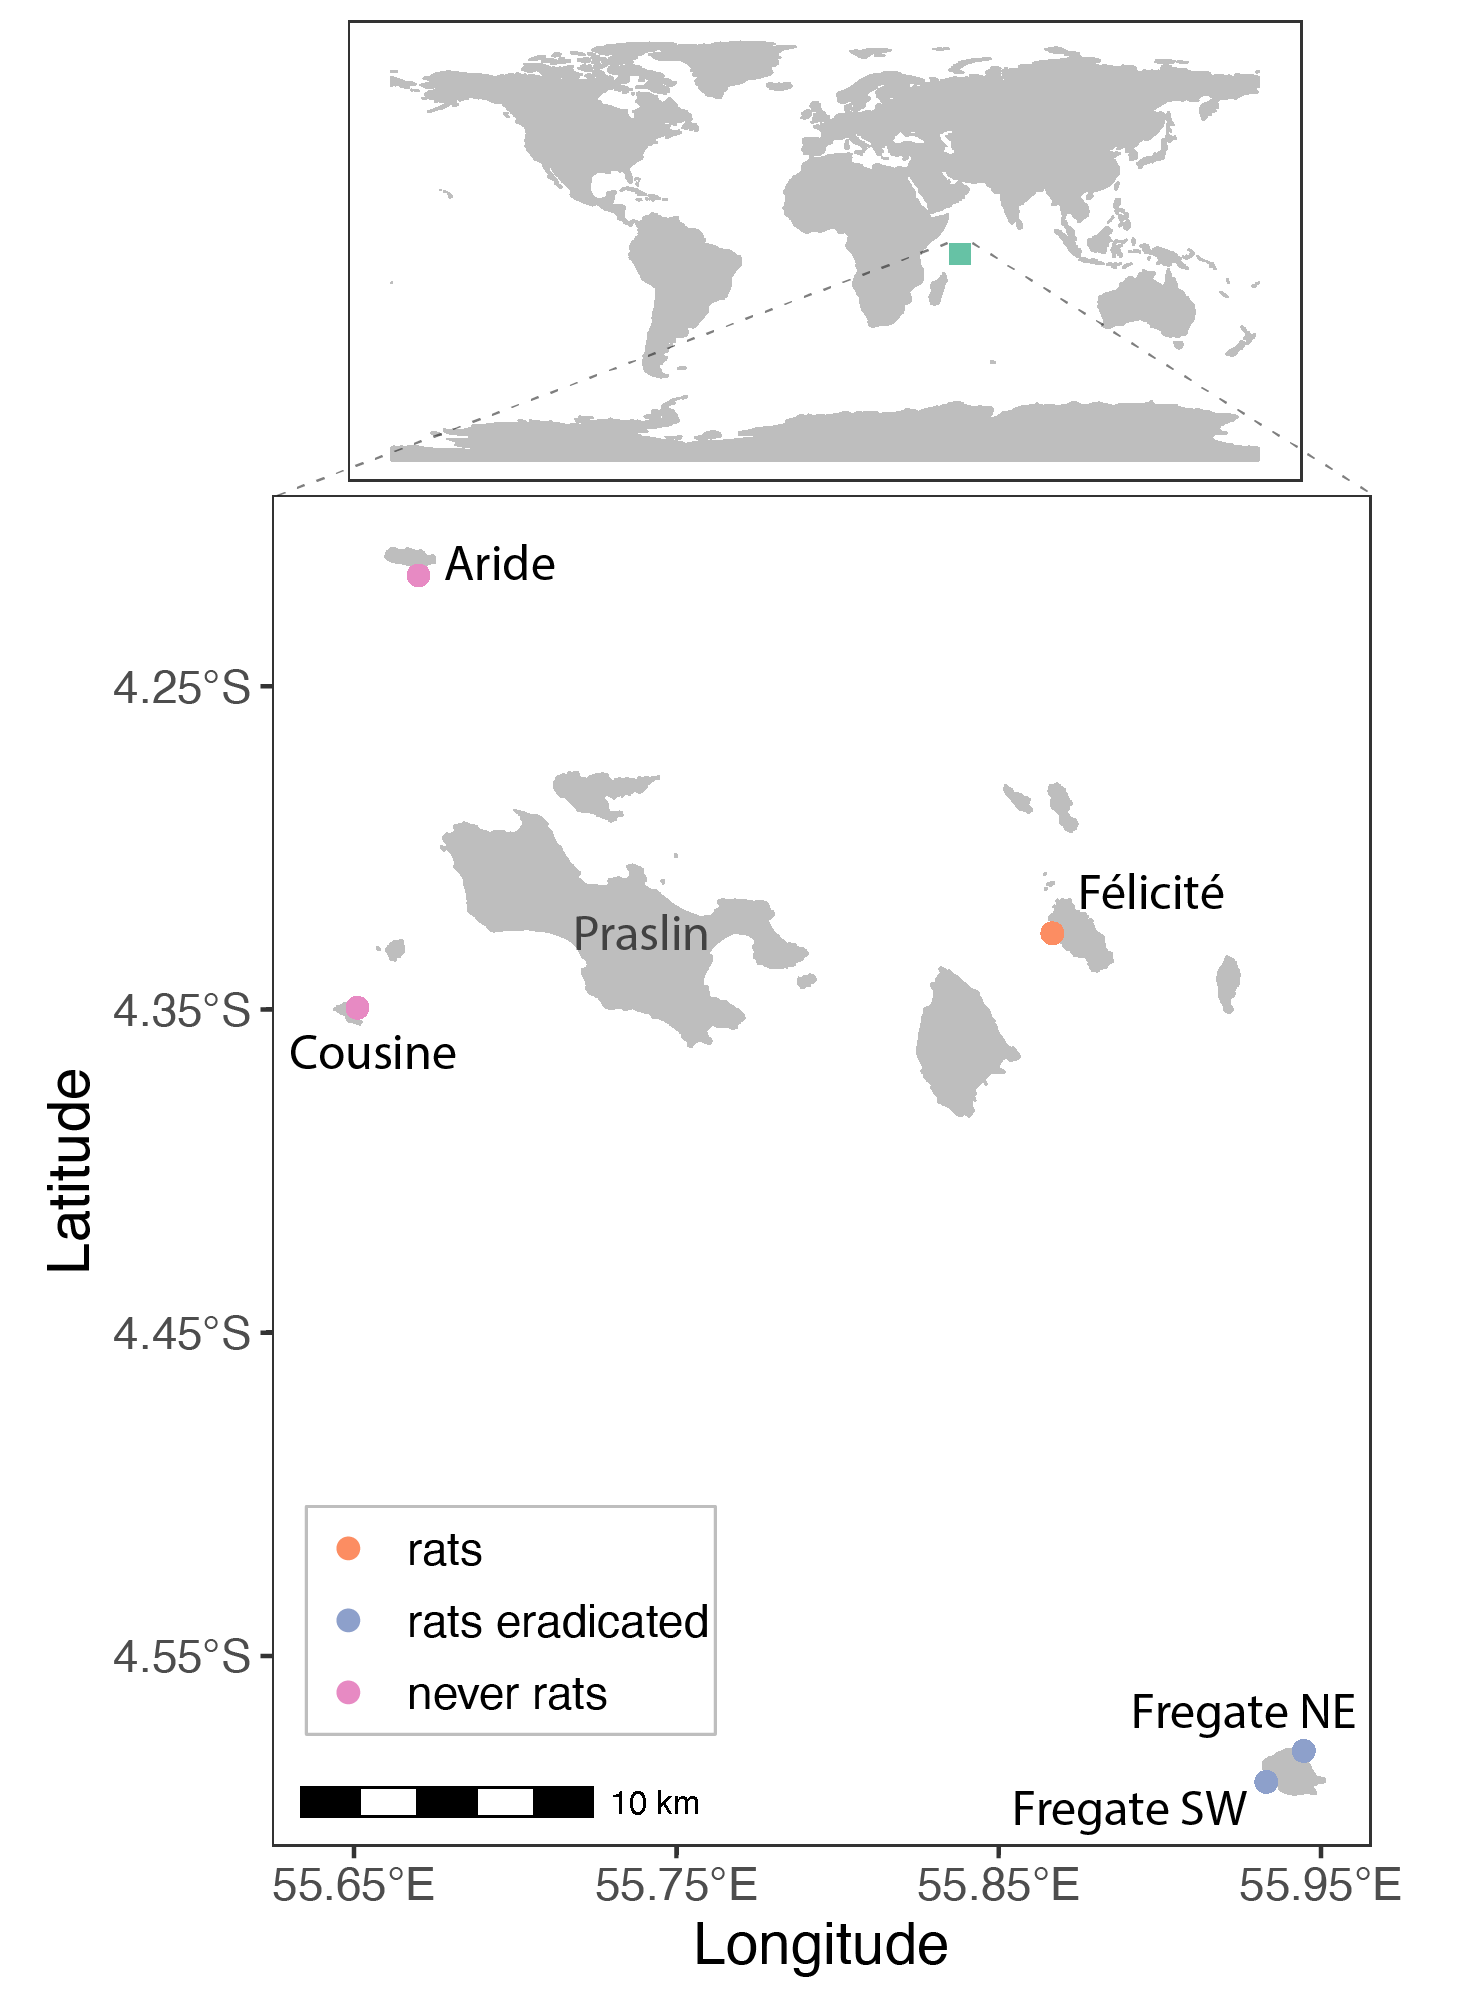 Aride
4.25°S
Félicité
Praslin
4.35°S
Cousine
Latitude
4.45°S
rats
rats eradicated
4.55°S
never rats
Fregate NE
10 km
Fregate SW
55.65°E 55.75°E 55.85°E 55.95°E
Longitude